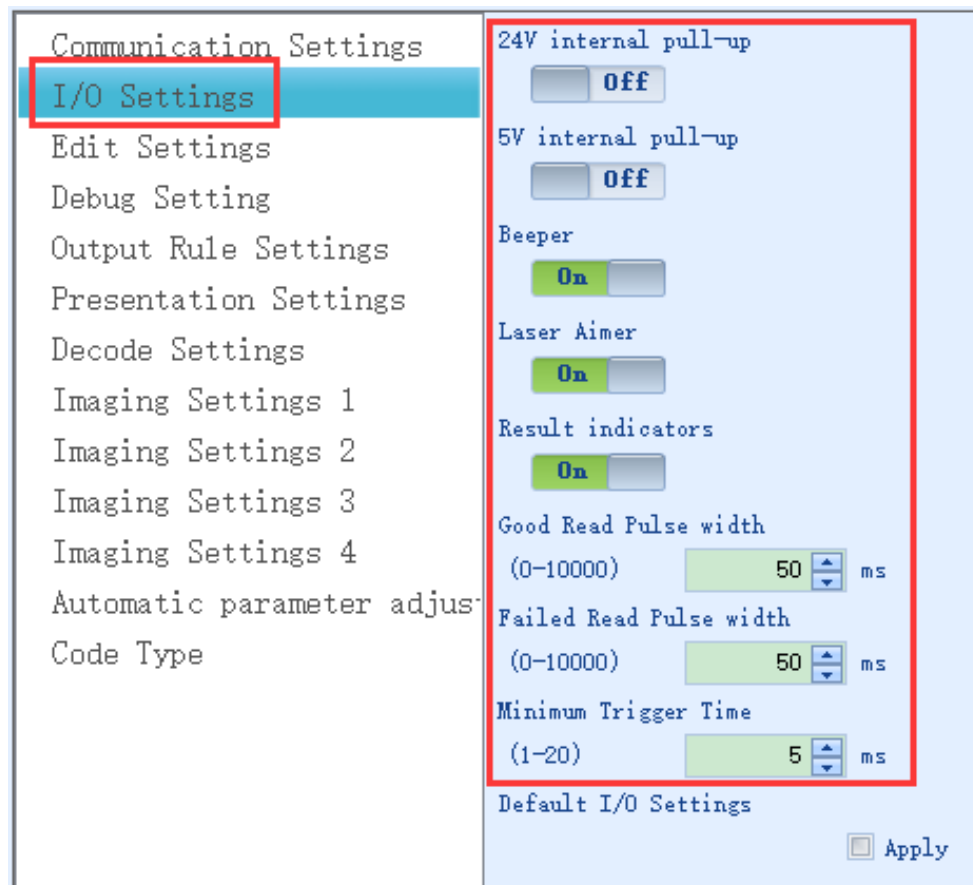 Communication Settings
I/O Settings
Edit Settings
Debug Setting
Output Rule Settings
Presentation Settings
Decode Settings
Imaging Settings 1
Imaging Settings 2
Imaging Settings 3
Imaging Settings 4
Automatic parameter adjus
Code Type
24V internal pull-up
Off
5V internal pull-up
Off
Beeper
On
Laser Aimer
On
Result indicators
On
Good Read Pulse width
(0-10000) 50 ms
Failed Read Pulse width
(0-10000) 50 ms
Minimum Trigger Time
(1-20) 5 ms
Default I/O Settings
Apply